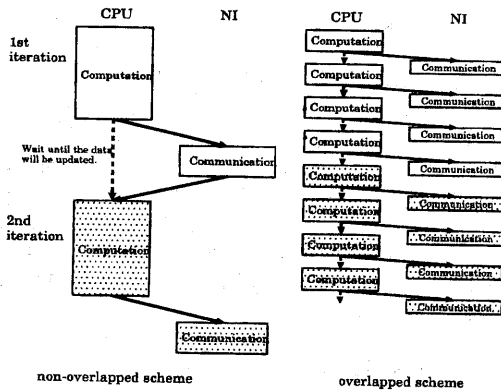 CPU NI
1st
iteration
Computation
Wait until the data
will be updated.
Communication
2nd
iteration
Computation
Communication
non-overlapped scheme
CPU NI
Computation
Communication
Computation
Communication
Computation
Communication
Computation
Communication
Computation
Communication
Computation
Communication
Computation
Communication
Computation
Communication
overlapped scheme